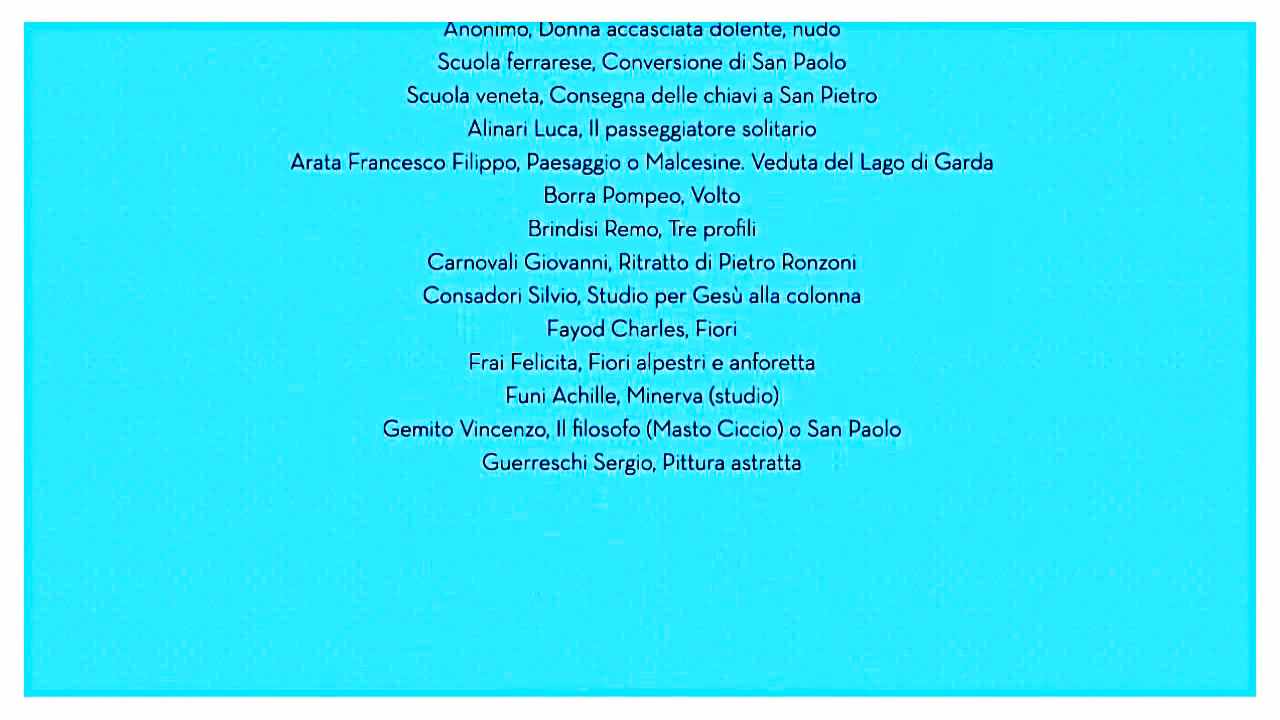 Anonimo, Donna accasciata dolente, nudo
Scuola ferrarese, Conversione di San Paolo
Scuola veneta, Consegna delle chiavi a San Pietro
Alinari Luca, Il passeggiatore solitario
Arata Francesco Filippo, Paesaggio o Malcesine. Veduta del Lago di Garda
Borra Pompeo, Volto
Brindisi Remo, Tre profili
Carnovali Giovanni, Ritratto di Pietro Ronzoni
Consadori Silvio, Studio per Gesù alla colonna
Fayod Charles, Fiori
Frai Felicita, Fiori alpestri e anforetta
Funi Achille, Minerva (studio)
Gemito Vincenzo, Il filosofo (Masto Ciccio) o San Paolo
Guerreschi Sergio, Pittura astratta